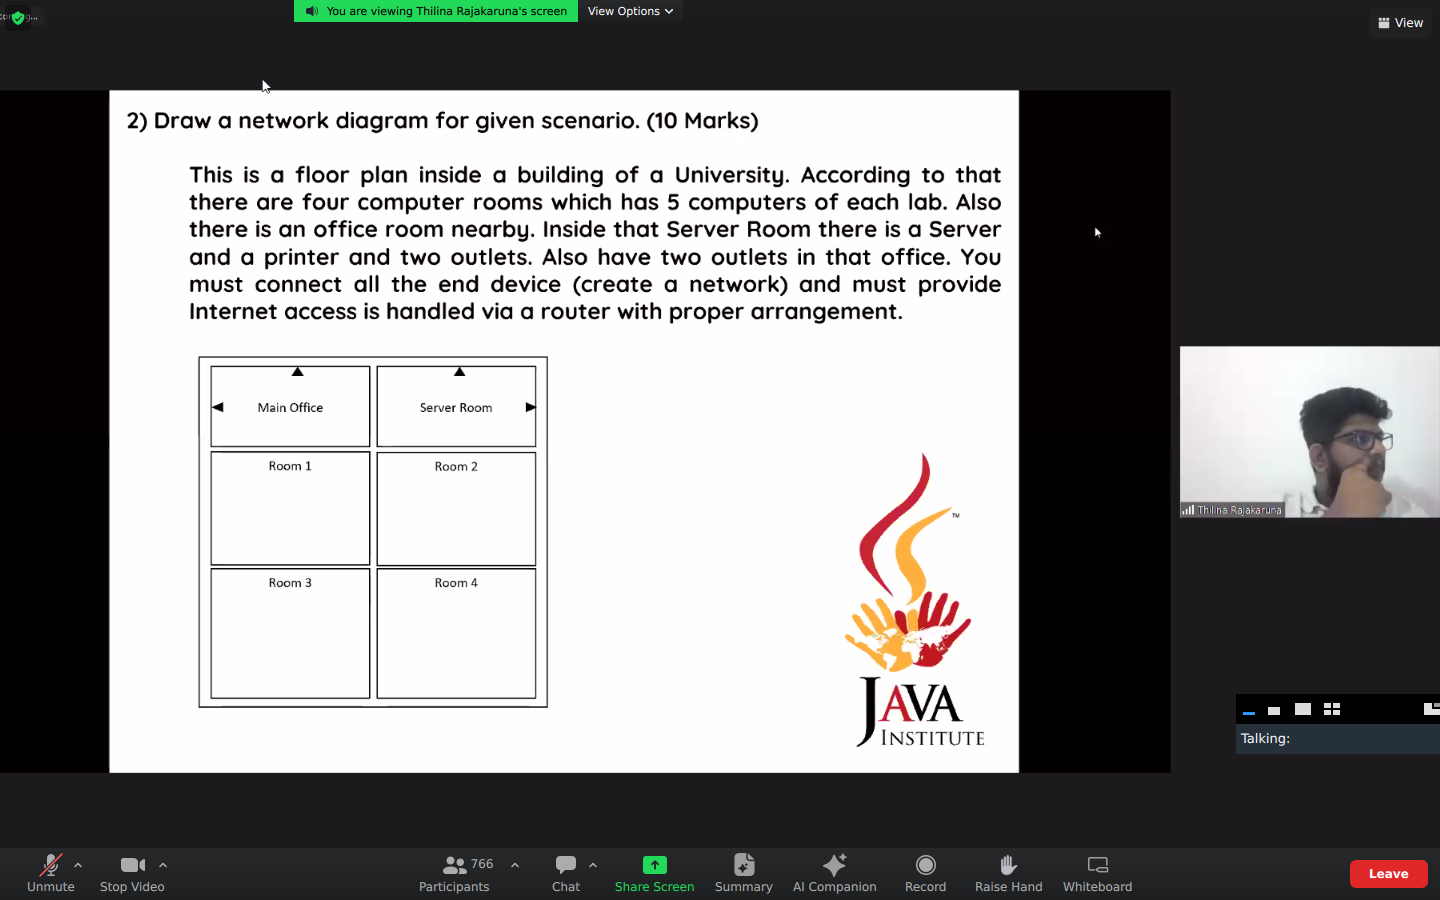 You are viewing Thilina Rajakaruna's screen
View Options
View
2) Draw a network diagram for given scenario. (10 Marks)
This is a floor plan inside a building of a University. According to that
there are four computer rooms which has 5 computers of each lab. Also
there is an office room nearby. Inside that Server Room there is a Server
and a printer and two outlets. Also have two outlets in that office. You
must connect all the end device (create a network) and must provide
Internet access is handled via a router with proper arrangement.
Main Office
Server Room
Room 1
Room 2
Room 3
Room 4
TM
JAVA
INSTITUTE
Thilina Rajakaruna
Talking:
Unmute
Stop Video
766
Participants
Chat
Share Screen
Summary
AI Companion
Record
Raise Hand
Whiteboard
Leave